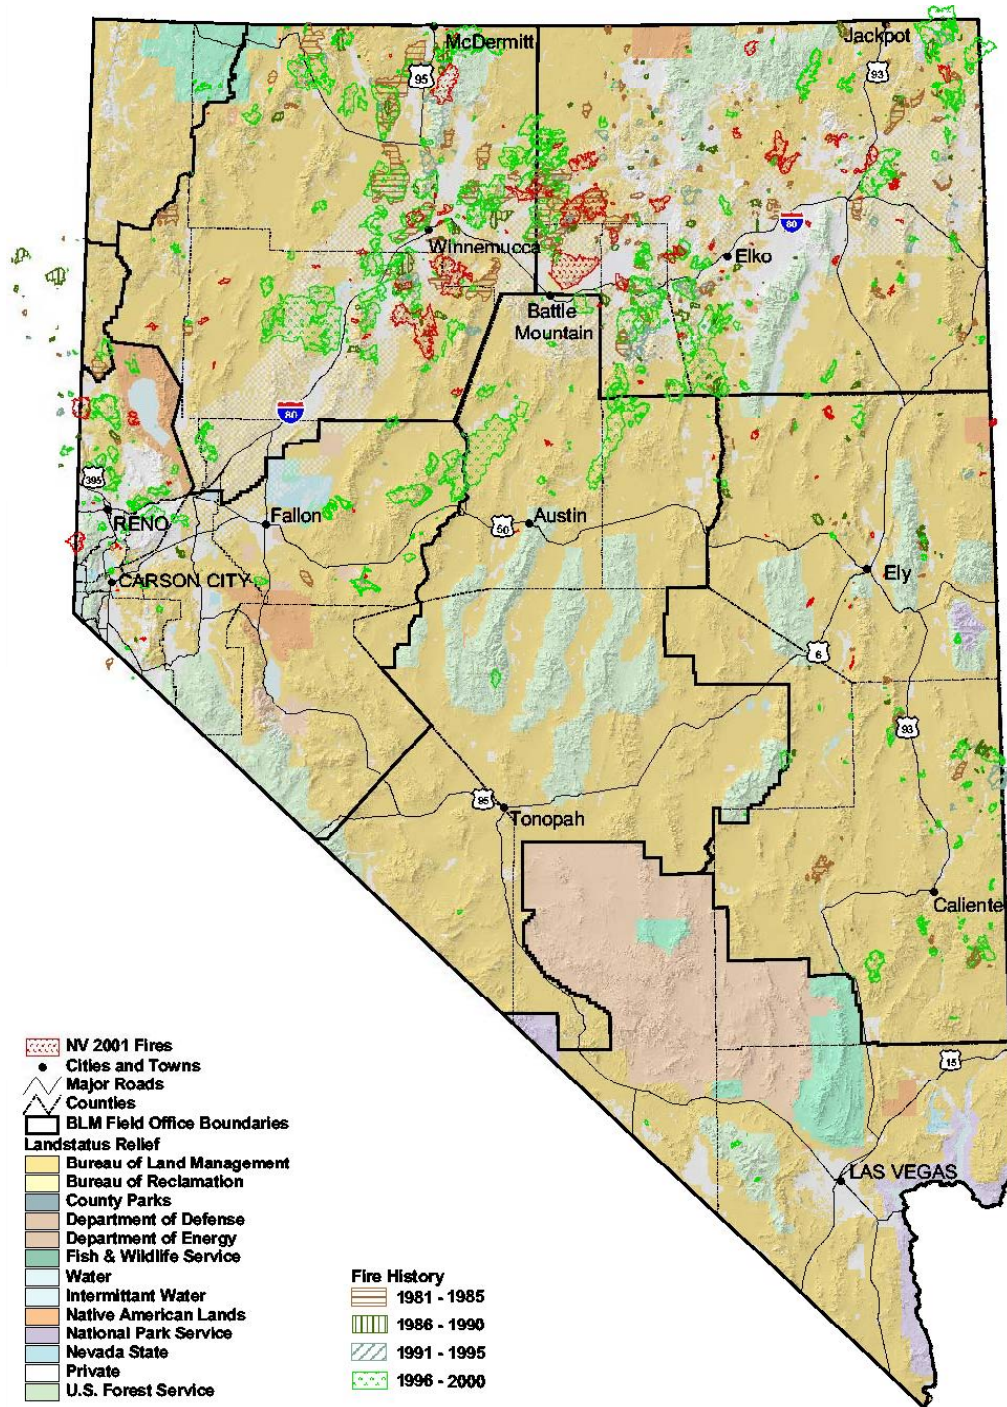 McDermitt
Jackpot
95
93
Winnemucca
80
Elko
Battle
Mountain
80
395
RENO
Fallon
50
Austin
CARSON CITY
Ely
6
93
95
Tonopah
Caliente
15
LAS VEGAS
NV 2001 Fires
Cities and Towns
Major Roads
Counties
BLM Field Office Boundaries
Landstatus Relief
Bureau of Land Management
Bureau of Reclamation
County Parks
Department of Defense
Department of Energy
Fish & Wildlife Service
Water
Intermittant Water
Native American Lands
National Park Service
Nevada State
Private
U.S. Forest Service
Fire History
1981 - 1985
1986 - 1990
1991 - 1995
1996 - 2000